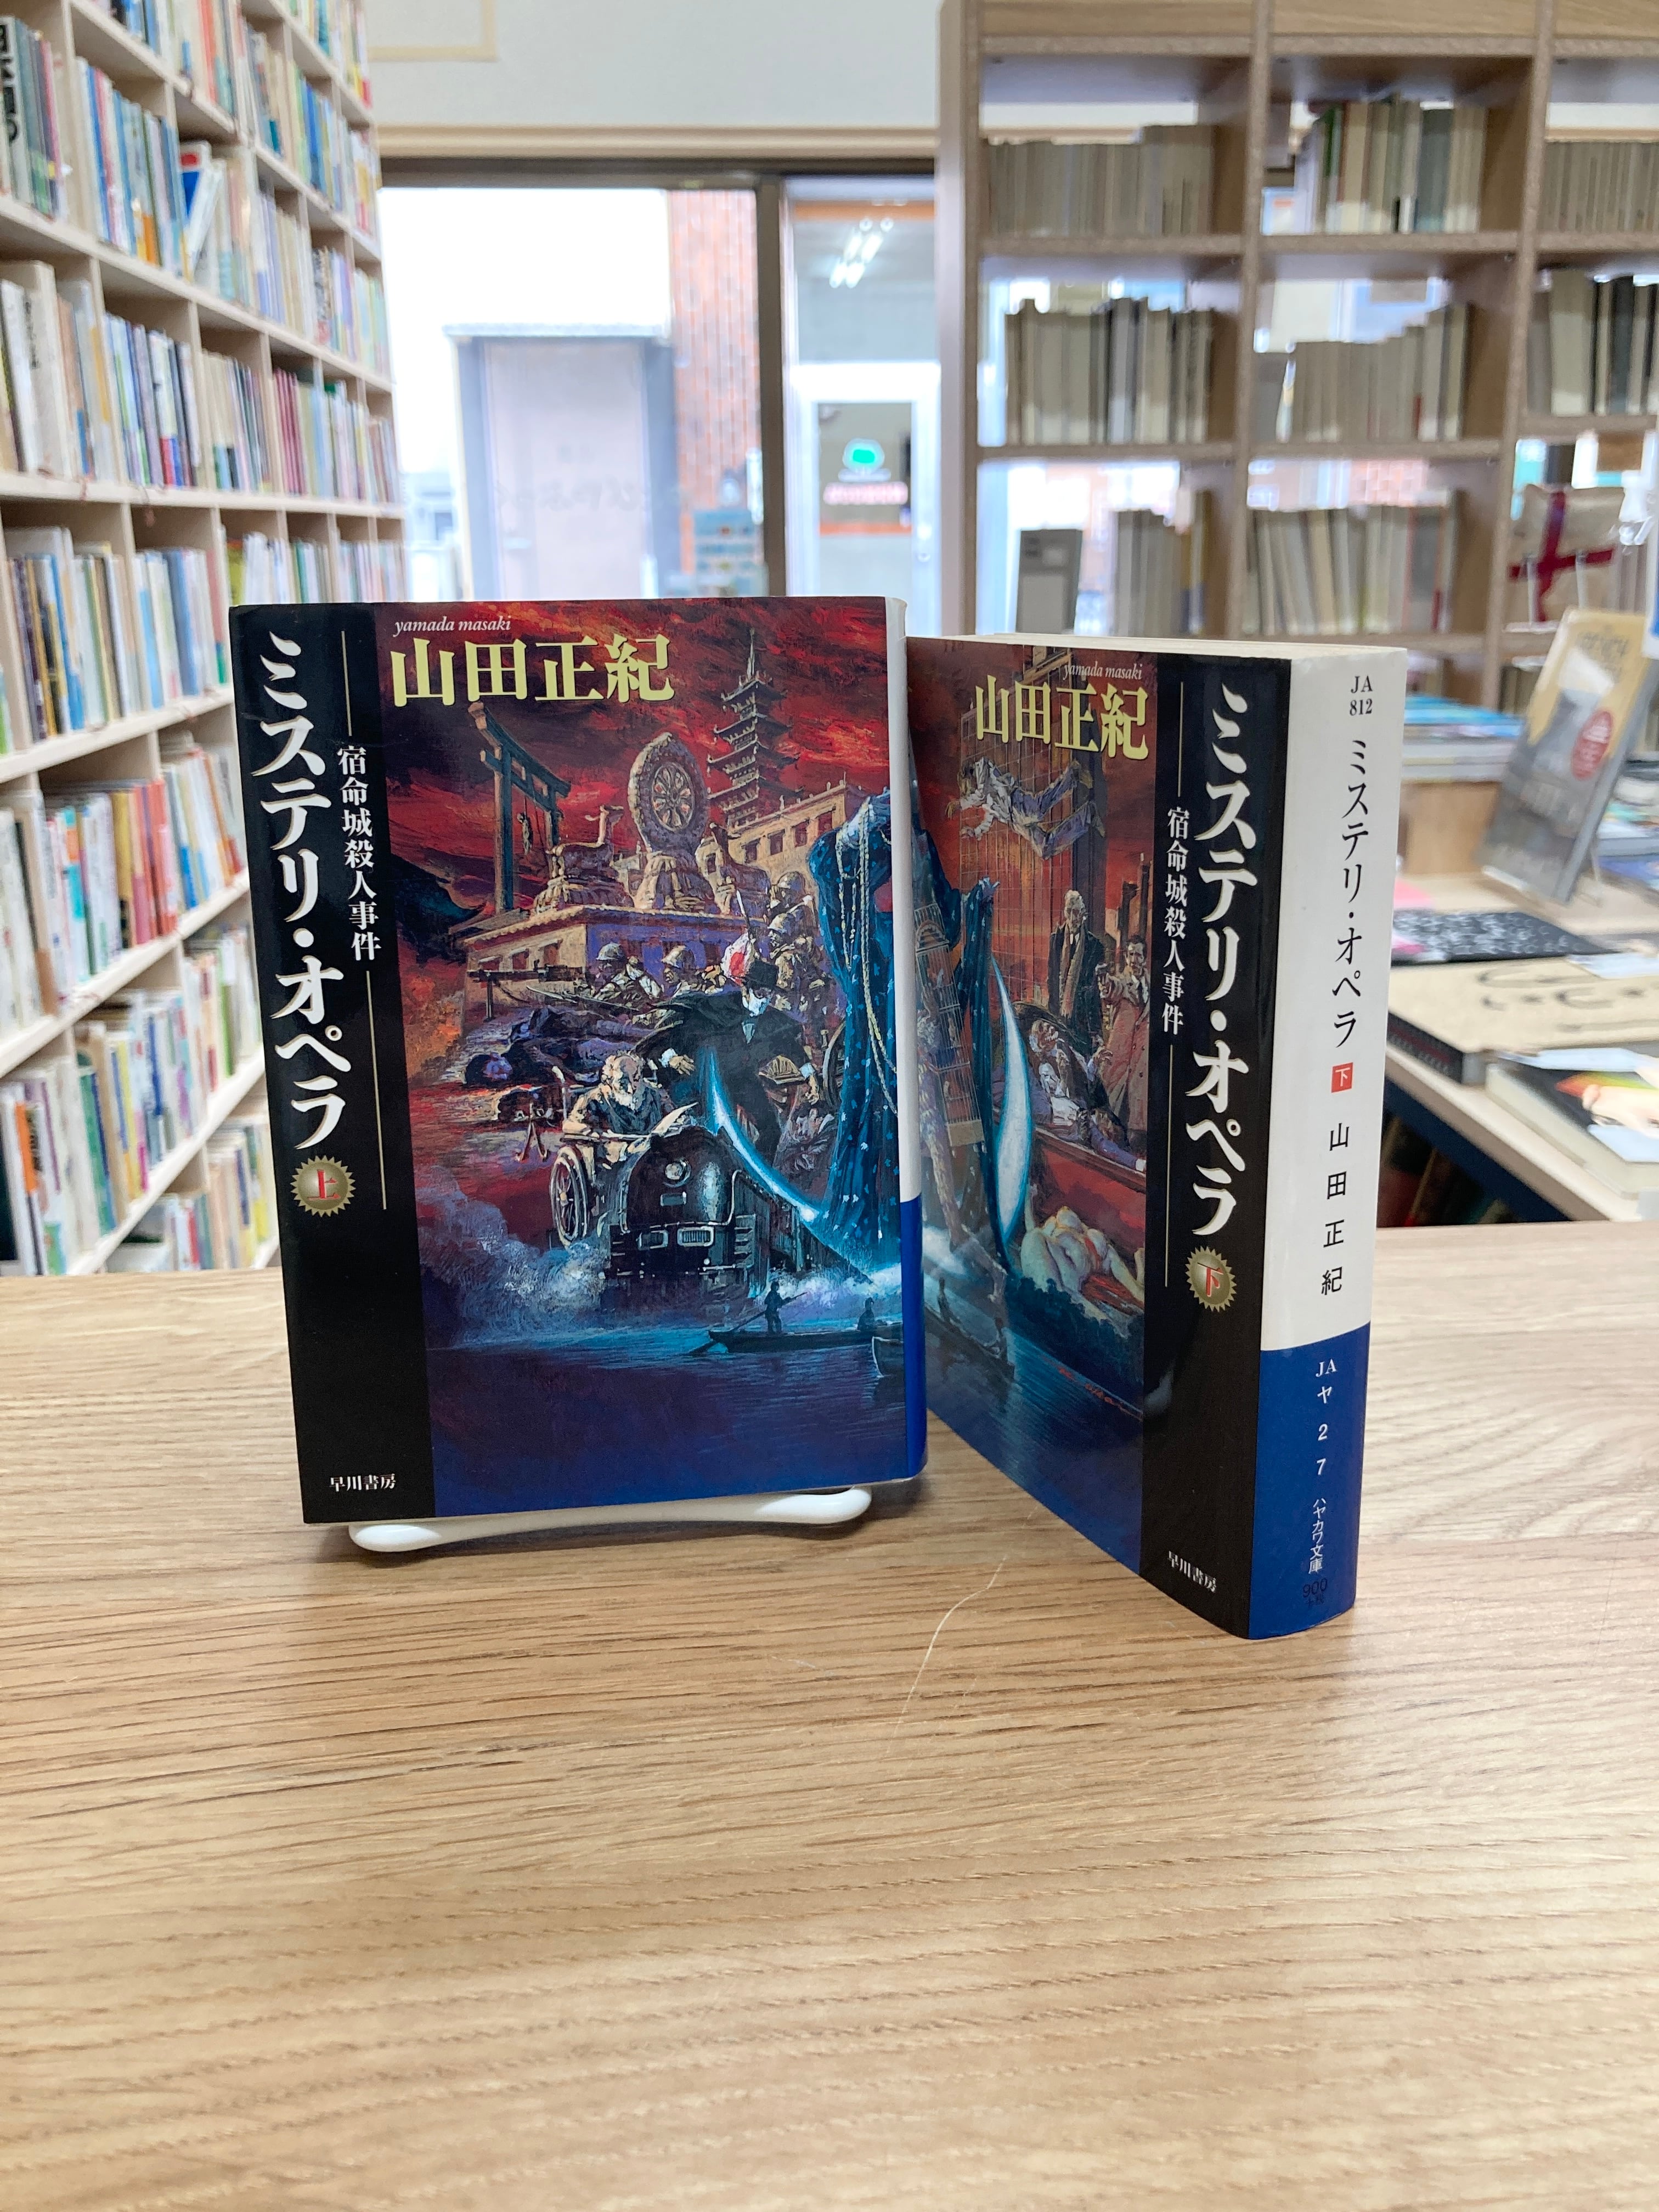 yamada masaki
山田正紀
ミステリ・オペラ
宿命城殺人事件
上
早川書房
yamada masaki
山田正紀
ミステリ・オペラ
宿命城殺人事件
下
早川書房
JA
812
ミステリ・オペラ
下
山田正紀
JA
ヤ
2
7
ハヤカワ文庫
900